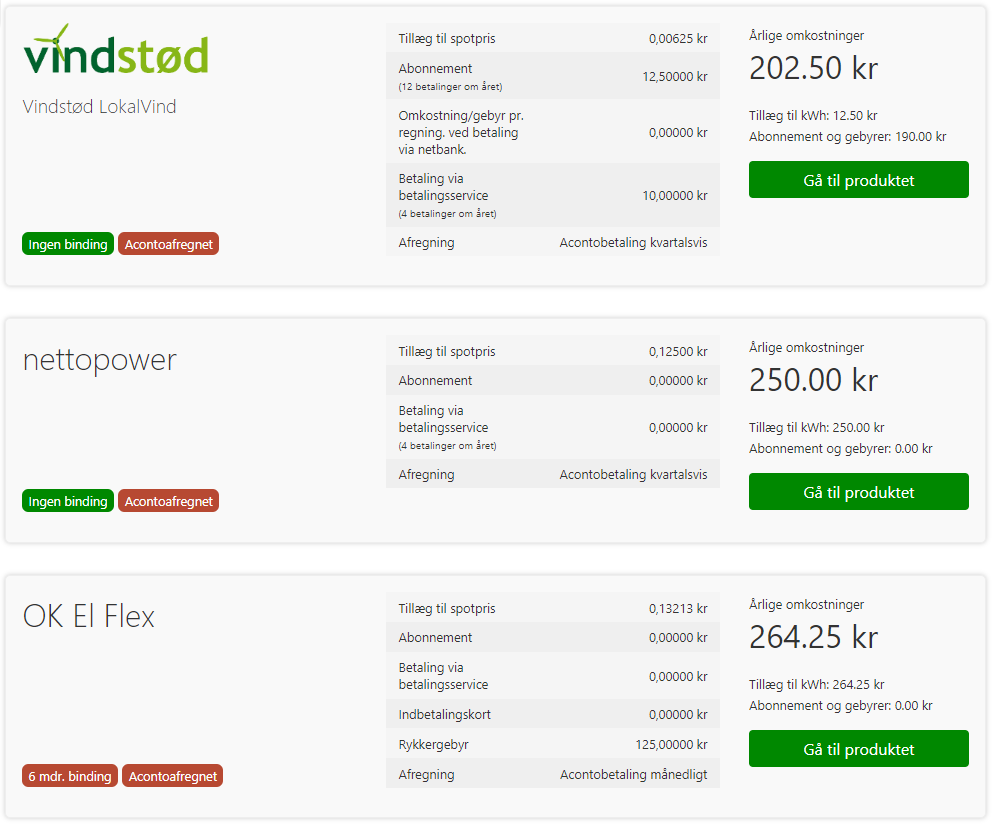 vindstød
Vindstød LokalVind
Ingen binding Acontoafregnet
Tillæg til spotpris 0,00625 kr
Abonnement
(12 betalinger om året)
12,50000 kr
Omkostning/gebyr pr.
regning. ved betaling
via netbank.
0,00000 kr
Betaling via
betalingsservice
(4 betalinger om året)
10,00000 kr
Afregning Acontobetaling kvartalsvis
Årlige omkostninger
202.50 kr
Tillæg til kWh: 12.50 kr
Abonnement og gebyrer: 190.00 kr
Gå til produktet
nettopower
Ingen binding Acontoafregnet
Tillæg til spotpris 0,12500 kr
Abonnement 0,00000 kr
Betaling via
betalingsservice
(4 betalinger om året)
0,00000 kr
Afregning Acontobetaling kvartalsvis
Årlige omkostninger
250.00 kr
Tillæg til kWh: 250.00 kr
Abonnement og gebyrer: 0.00 kr
Gå til produktet
OK El Flex
6 mdr. binding Acontoafregnet
Tillæg til spotpris 0,13213 kr
Abonnement 0,00000 kr
Betaling via
betalingsservice
0,00000 kr
Indbetalingskort 0,00000 kr
Rykkergebyr 125,00000 kr
Afregning Acontobetaling månedligt
Årlige omkostninger
264.25 kr
Tillæg til kWh: 264.25 kr
Abonnement og gebyrer: 0.00 kr
Gå til produktet